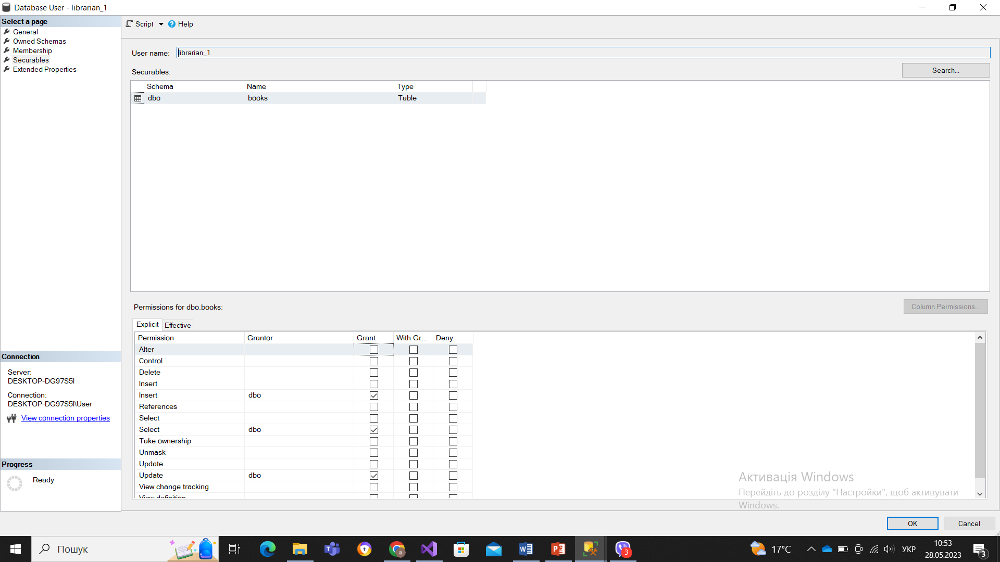 Database User - librarian_1
Select a page
General
Owned Schemas
Membership
Securables
Extended Properties
Script
Help
User name:
librarian_1
Securables:
Search...
Schema Name Type
dbo books Table
Permissions for dbo.books:
Column Permissions...
Explicit Effective
Permission Grantor Grant With Gr... Deny
Alter
Control
Delete
Insert
Insert dbo
References
Select
Select dbo
Take ownership
Unmask
Update
Update dbo
View change tracking
View definition
Connection
Server:
DESKTOP-DG97S5I
Connection:
DESKTOP-DG97S5I\User
View connection properties
Progress
Ready
Активація Windows
Перейдіть до розділу "Настройки", щоб активувати
Windows.
OK Cancel
Пошук
3
17°C
УКР
10:53
28.05.2023
3